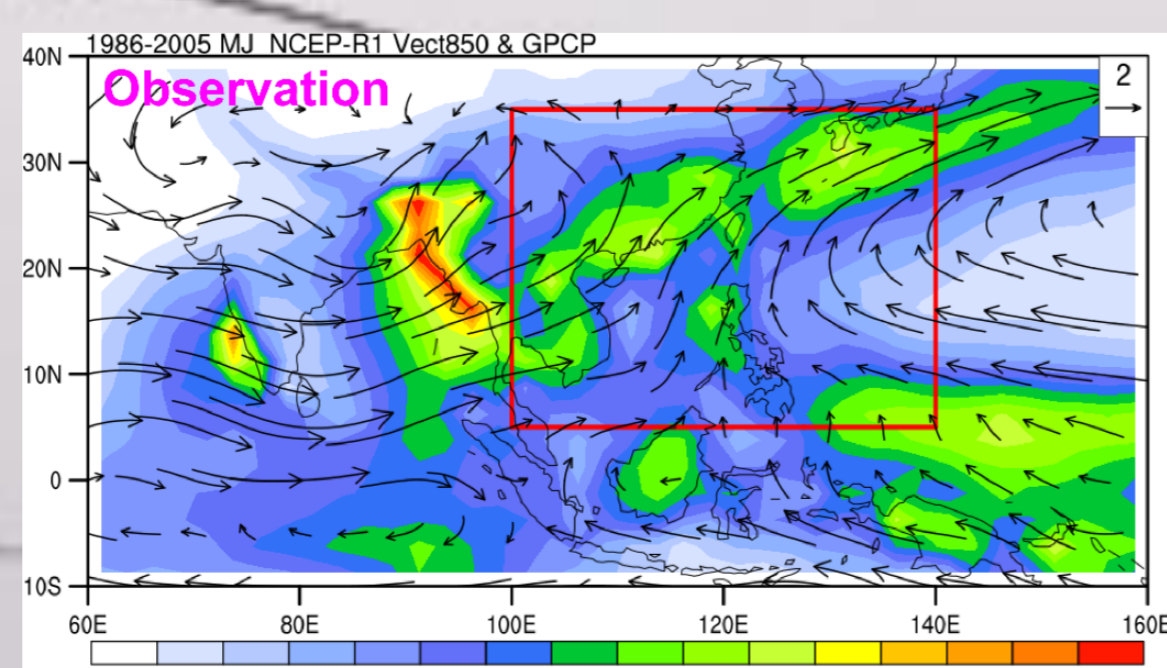 1986-2005 MJ NCEP-R1 Vect850 & GPCP
Observation
2
40N
30N
20N
10N
0
10S
60E 80E 100E 120E 140E 160E